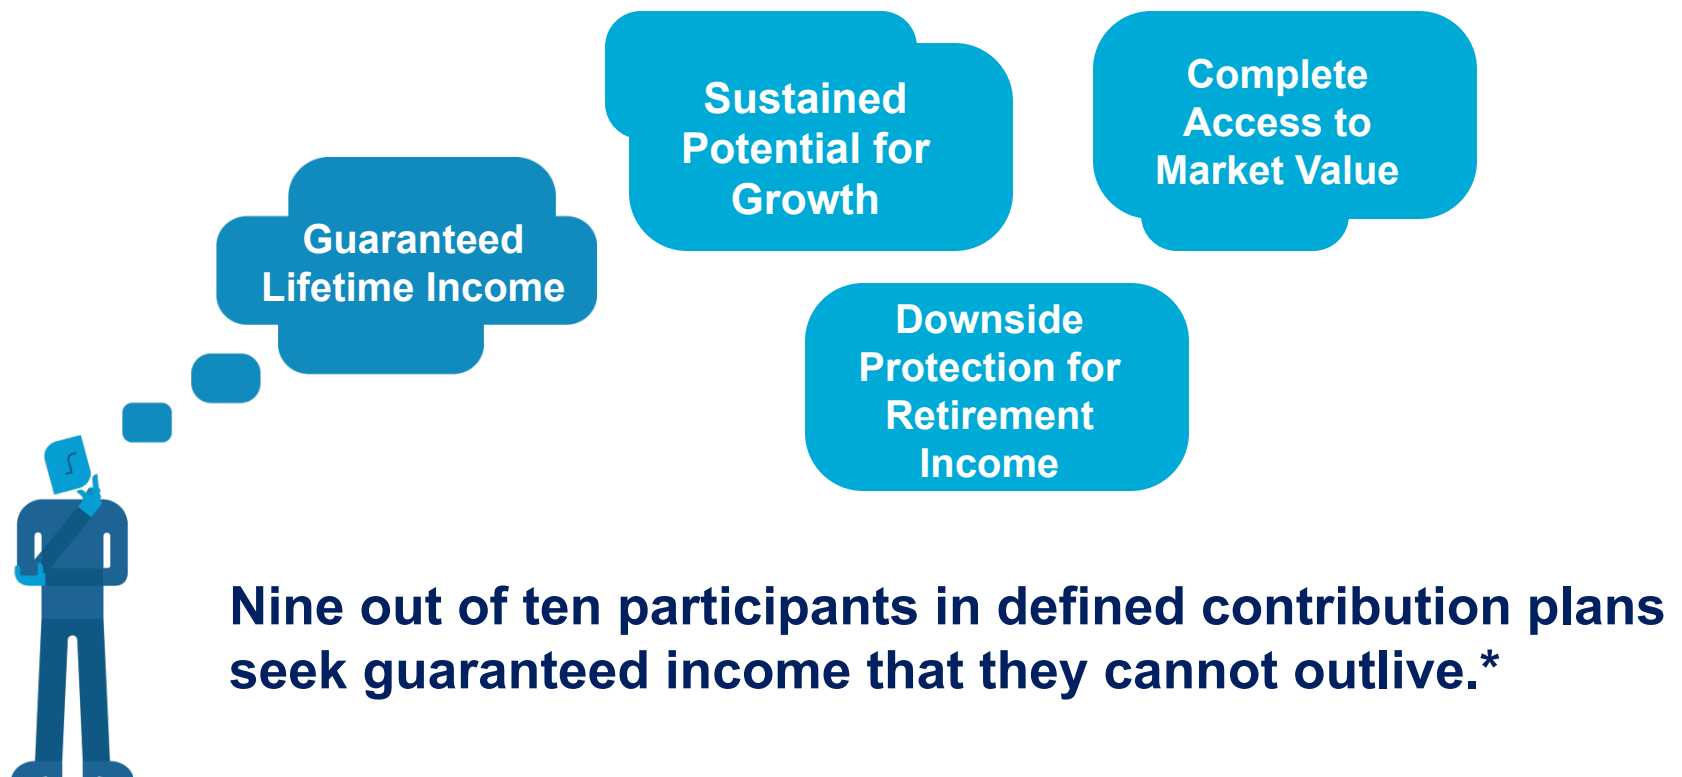 Guaranteed
Lifetime Income
Sustained
Potential for
Growth
Complete
Access to
Market Value
Downside
Protection for
Retirement
Income
Nine out of ten participants in defined contribution plans
seek guaranteed income that they cannot outlive.*